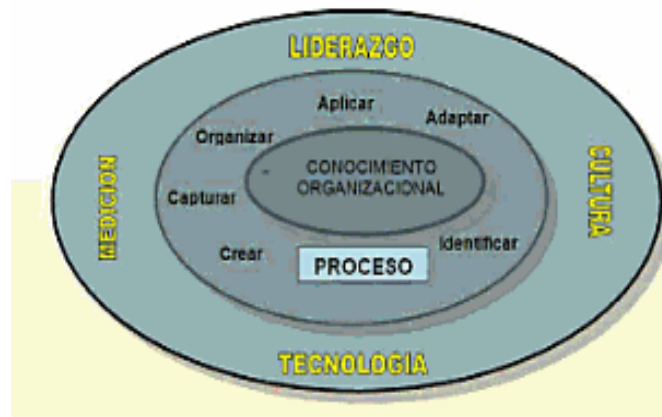 LIDERAZGO
Aplicar
Adaptar
Organizar
CONOCIMIENTO
ORGANIZACIONAL
MEDICION
CULTURA
Capturar
Crear
Identificar
PROCESO
TECNOLOGIA